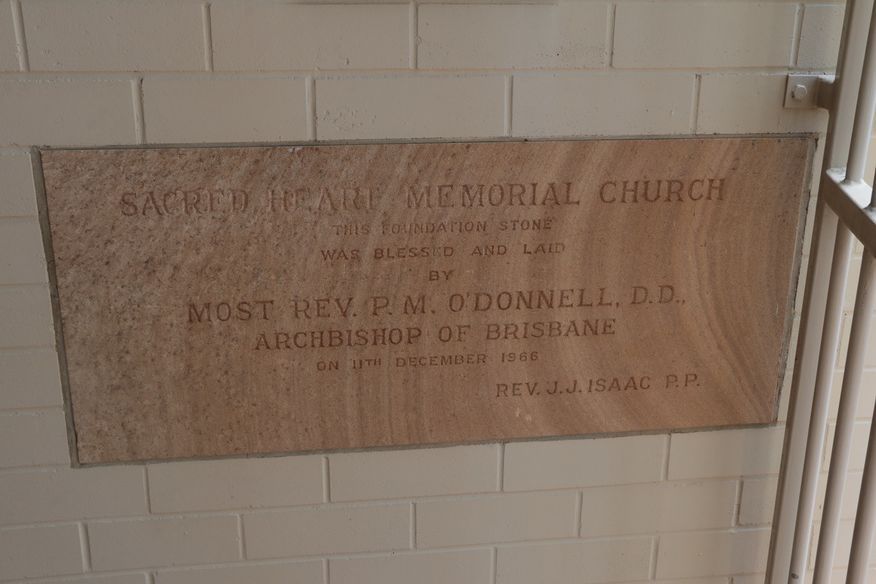 SACRED HEART MEMORIAL CHURCH
THIS FOUNDATION STONE
WAS BLESSED AND LAID
BY
MOST REV. P. M. O'DONNELL, D.D.,
ARCHBISHOP OF BRISBANE
ON 11TH DECEMBER 1966
REV. J. J. ISAAC P.P.